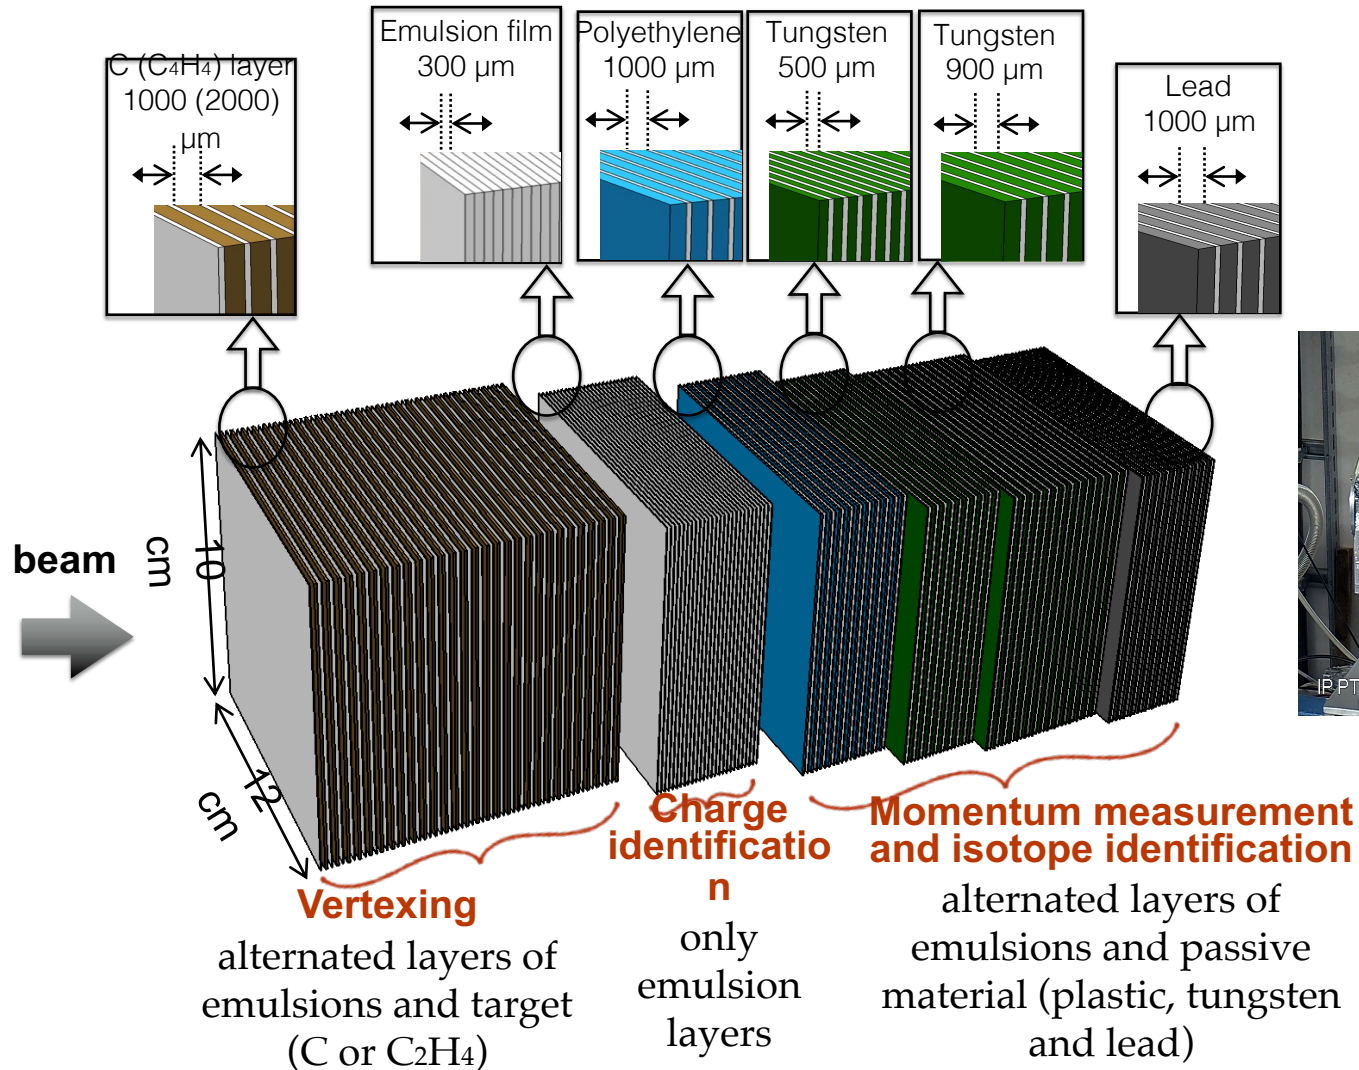 C (C₄H₄) layer
1000 (2000)
μm
Emulsion film
300 μm
Polyethylene
1000 μm
Tungsten
500 μm
Tungsten
900 μm
Lead
1000 μm
beam
10
cm
12
cm
IP PT
Vertexing
alternated layers of
emulsions and target
(C or C₂H₄)
Charge
identificatio
n
only
emulsion
layers
Momentum measurement
and isotope identification
alternated layers of
emulsions and passive
material (plastic, tungsten
and lead)